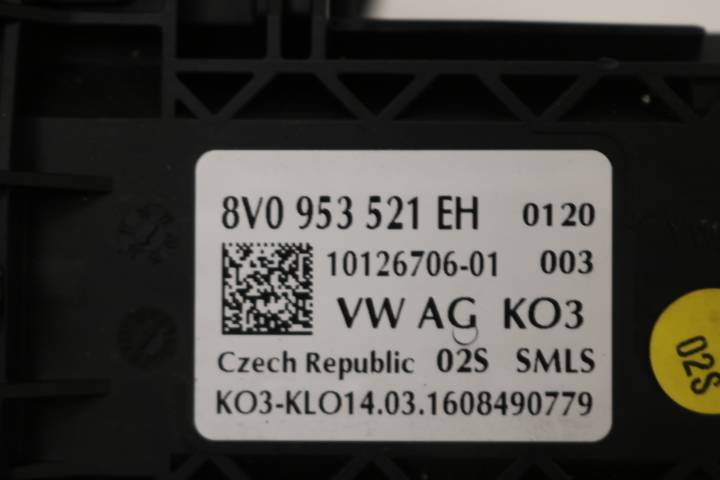 8V0 953 521 EH 0120
10126706-01 003
VW AG KO3
Czech Republic 02S SMLS
KO3-KLO14.03.1608490779
02S